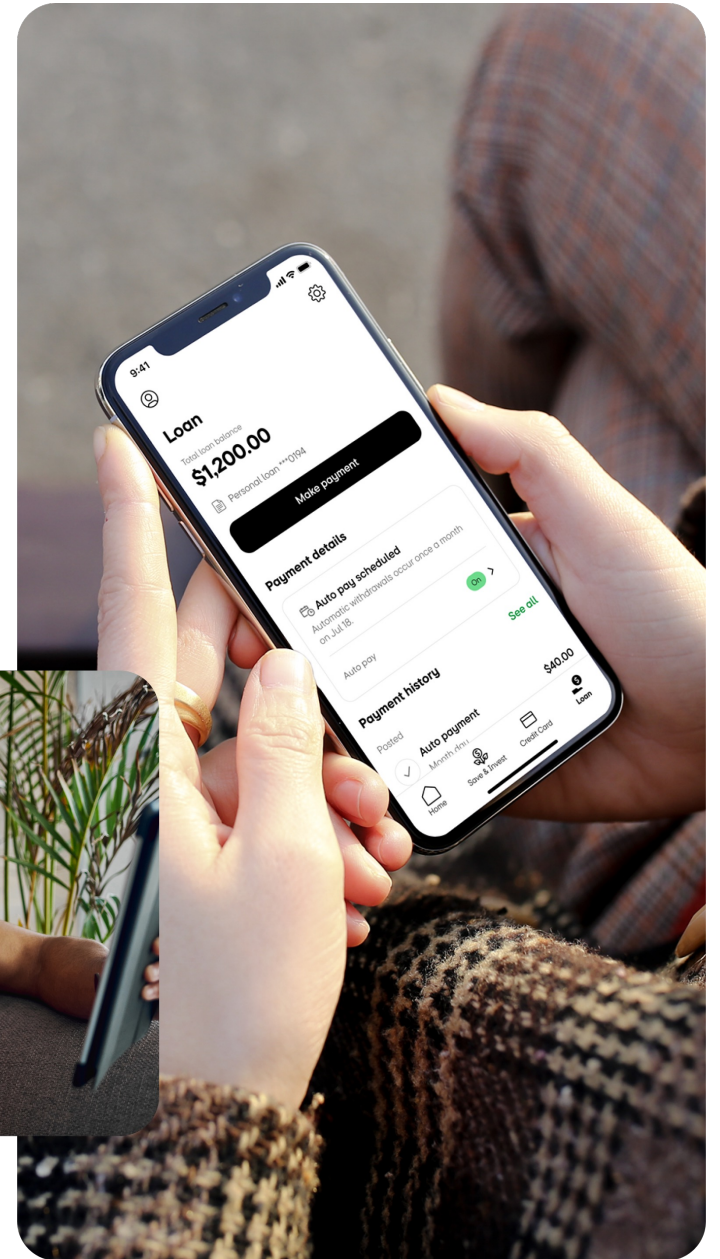 9:41
Loan
Total loan balance
$1,200.00
Personal loan ***0194
Make payment
Payment details
Auto pay scheduled
Automatic withdrawals occur once a month
on Jul 18.
Auto pay
On
See all
Payment history
Posted
Auto payment
$40.00
Month day
Home
Save & Invest
Credit Card
Loan